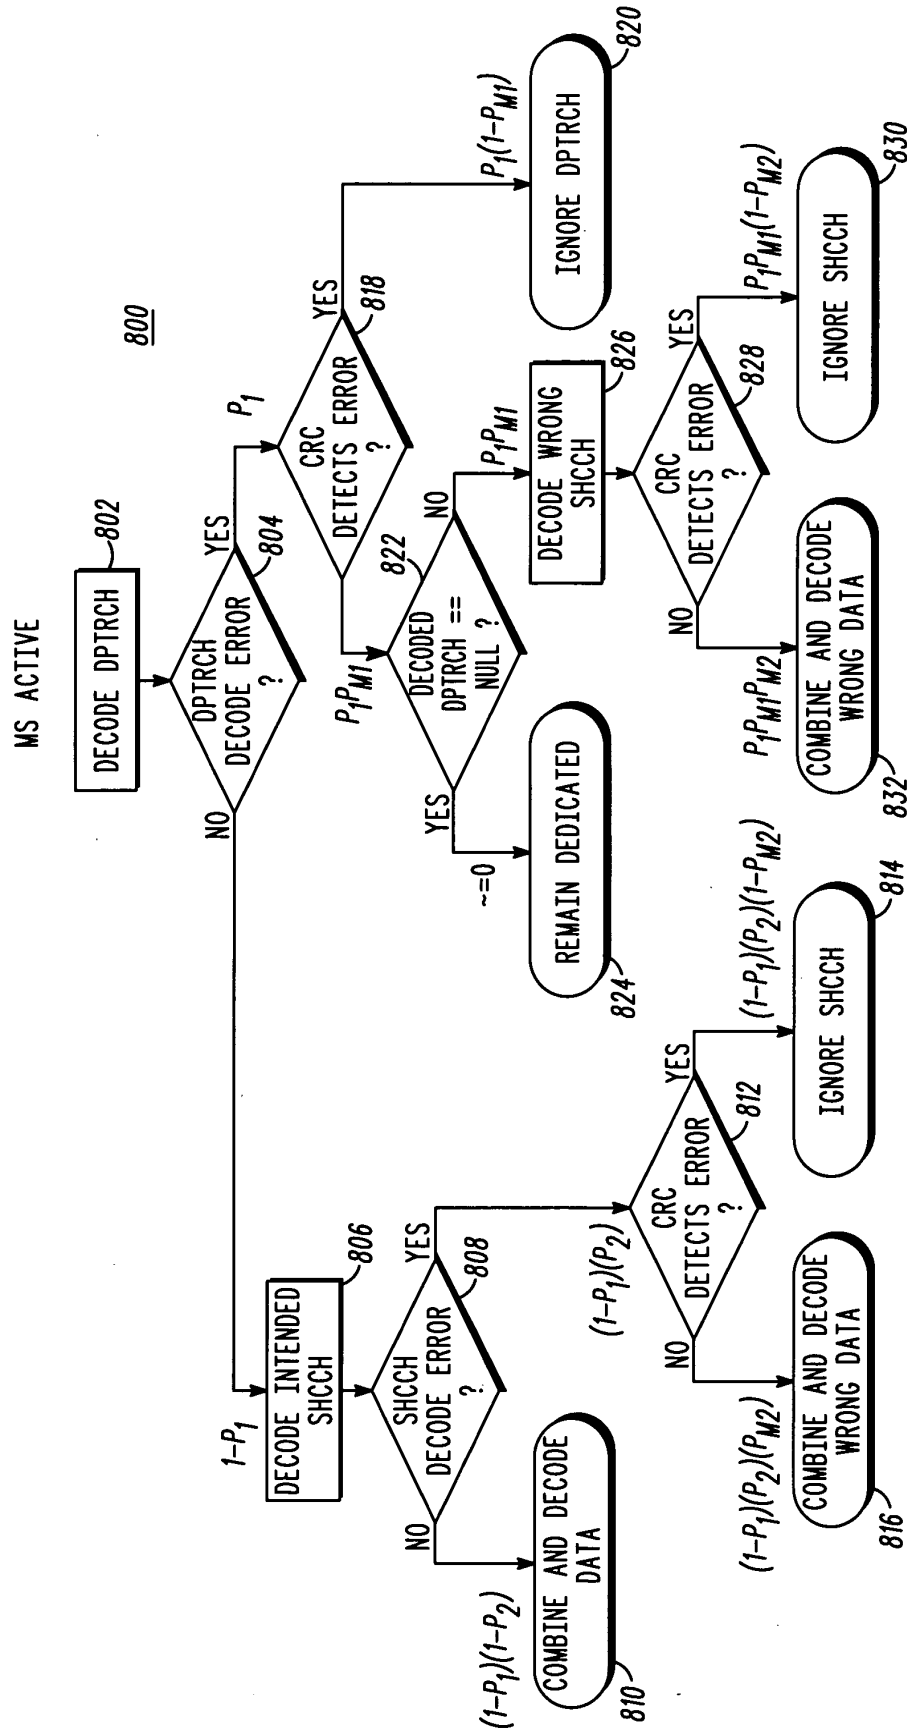 MS ACTIVE
800
DECODE DPTRCH
802
DPTRCH
DECODE ERROR
?
804
NO
YES
1-P1
P1
DECODE INTENDED
SHCCH
806
CRC
DETECTS ERROR
?
818
YES
P1(1-PM1)
IGNORE DPTRCH
820
P1PM1
DECODED
DPTRCH ==
NULL ?
822
YES
NO
~=0
REMAIN DEDICATED
824
P1PM1
DECODE WRONG
SHCCH
826
SHCCH
DECODE ERROR
?
808
NO
YES
(1-P1)(1-P2)
COMBINE AND DECODE
DATA
810
(1-P1)(P2)
CRC
DETECTS ERROR
?
812
NO
YES
(1-P1)(P2)(PM2)
COMBINE AND DECODE
WRONG DATA
816
(1-P1)(P2)(1-PM2)
IGNORE SHCCH
814
CRC
DETECTS ERROR
?
828
NO
YES
P1PM1PM2
COMBINE AND DECODE
WRONG DATA
832
P1PM1(1-PM2)
IGNORE SHCCH
830